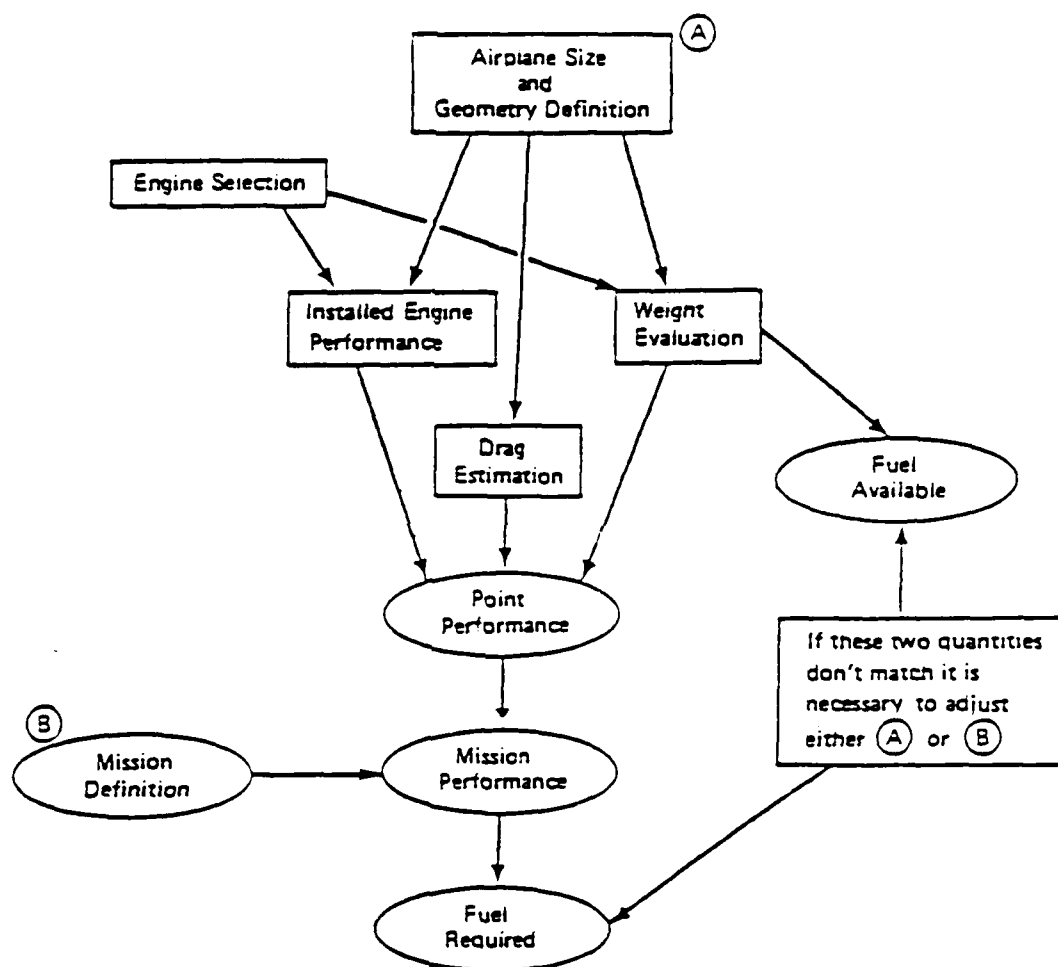 A
Airplane Size
and
Geometry Definition
Engine Selection
Installed Engine
Performance
Weight
Evaluation
Drag
Estimation
Fuel
Available
Point
Performance
If these two quantities
don't match it is
necessary to adjust
either A or B
B
Mission
Definition
Mission
Performance
Fuel
Required